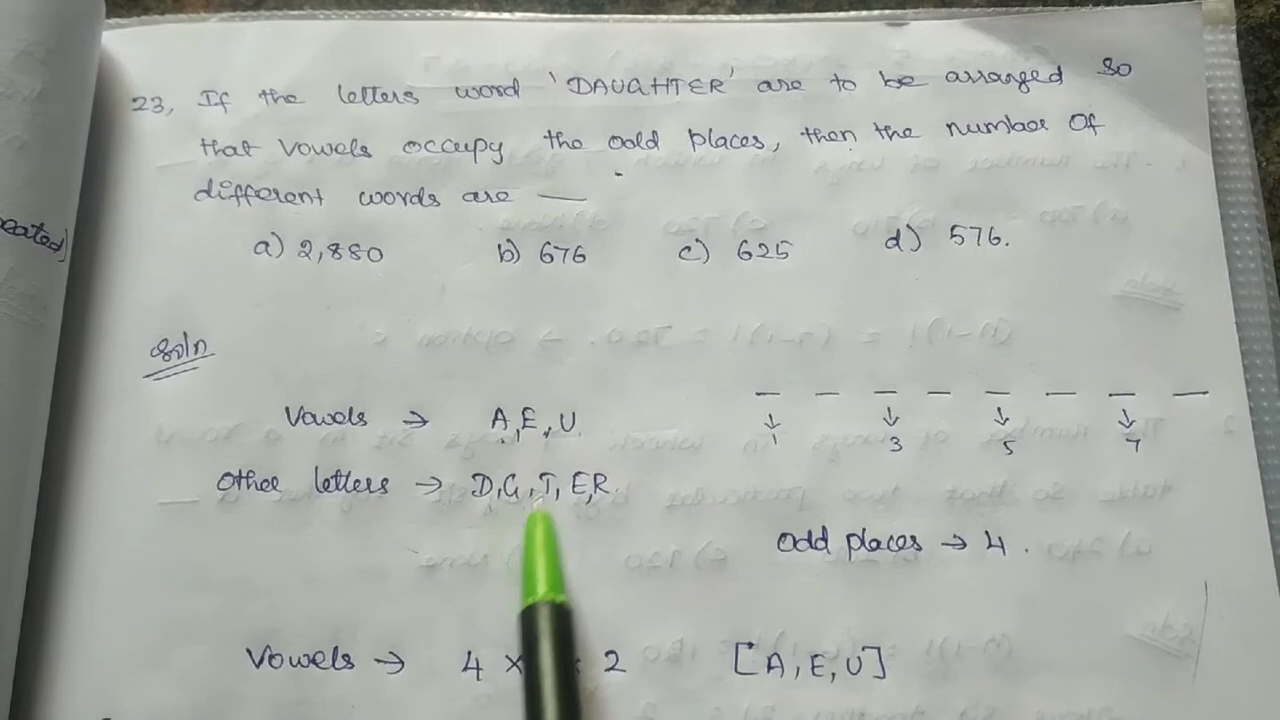 23, If the letters word 'DAUGHTER' are to be arranged so
that vowels occupy the odd places, then the number of
different words are —
a) 2,880 b) 676 c) 625 d) 576.
Soln
Vowels → A, E, U
1 3 5 7
Other letters → D, G, T, E, R.
Odd places → 4.
Vowels → 4 × 2 [A, E, U]
eated)